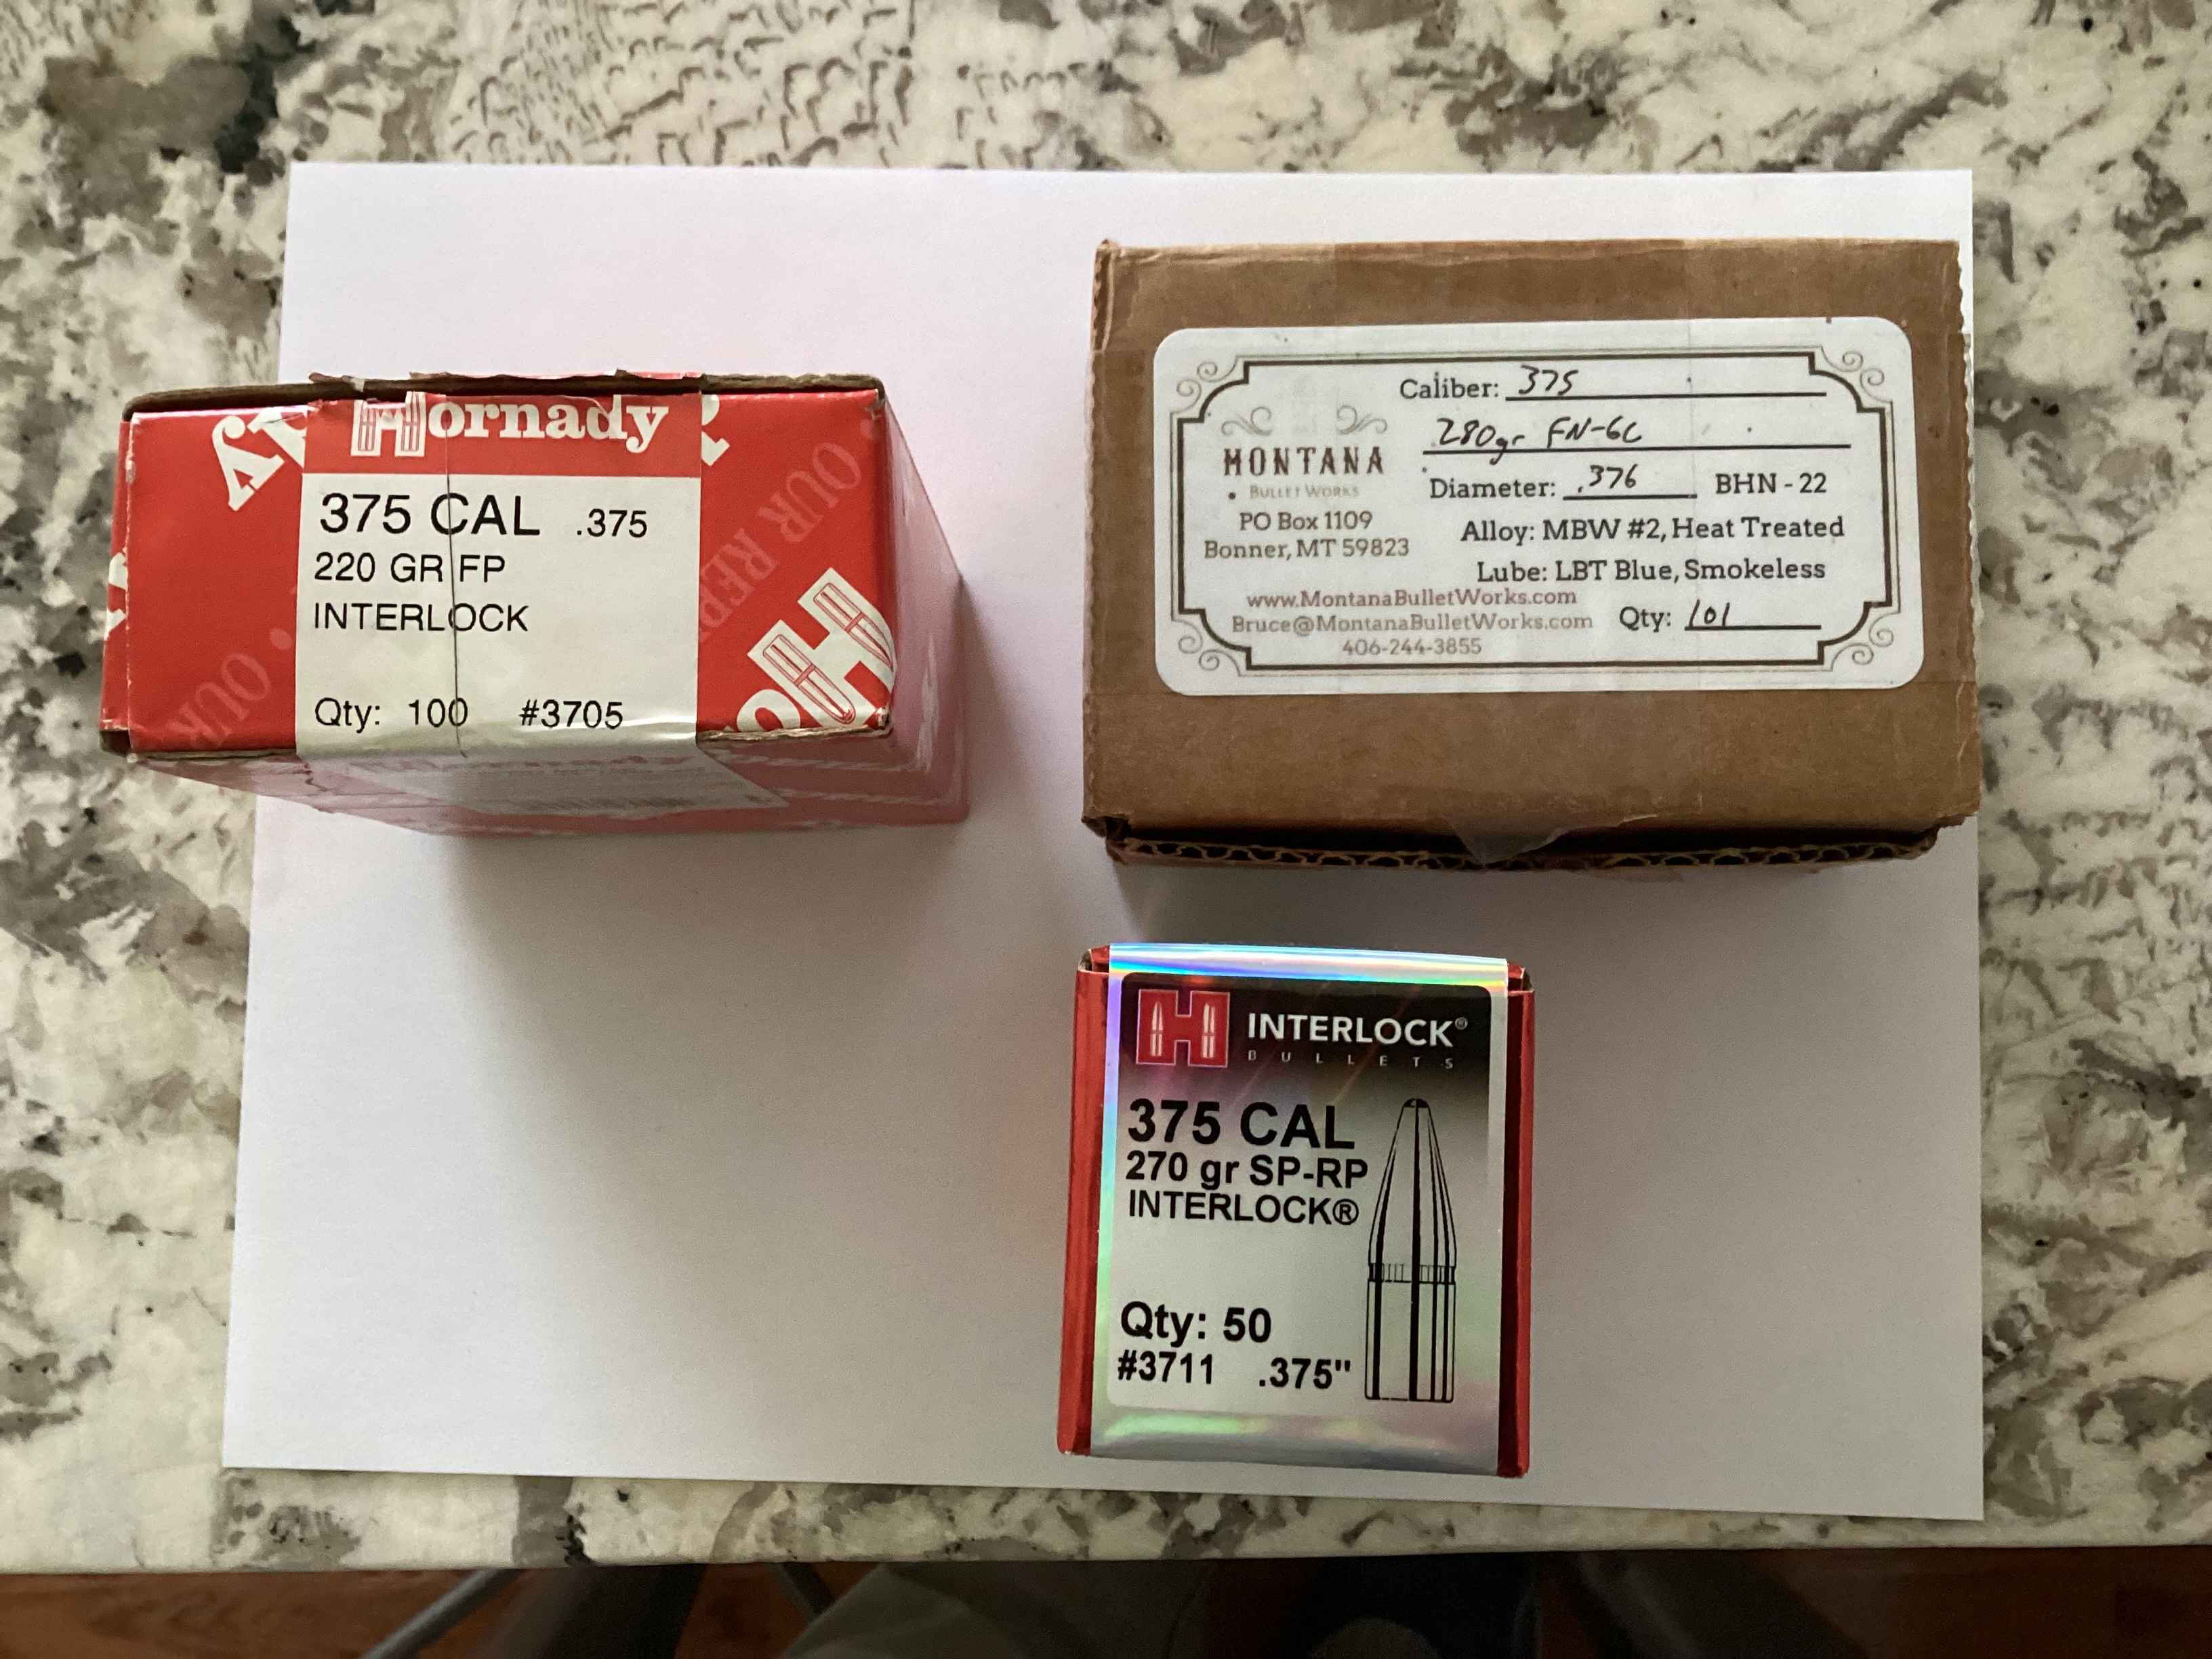 Hornady
375 CAL .375
220 GR FP
INTERLOCK
Qty: 100 #3705
OUR
OUR
Caliber: 375
280gr FN-GC
MONTANA
BULLET WORKS
Diameter: .376 BHN - 22
PO Box 1109
Bonner, MT 59823
Alloy: MBW #2, Heat Treated
Lube: LBT Blue, Smokeless
www.MontanaBulletWorks.com
Bruce@MontanaBulletWorks.com
Qty: 101
406-244-3855
H INTERLOCK®
BULLETS
375 CAL
270 gr SP-RP
INTERLOCK®
Qty: 50
#3711 .375"